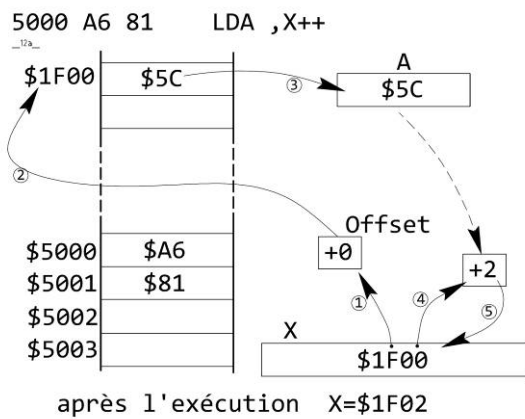 5000 A6 81 LDA ,X++
_12a_
$1F00 $5C ③ A
$5C
②
Offset
$5000 $A6 +0
$5001 $81 +2
① ④ ⑤
$5002
X
$5003 $1F00
après l'exécution X=$1F02